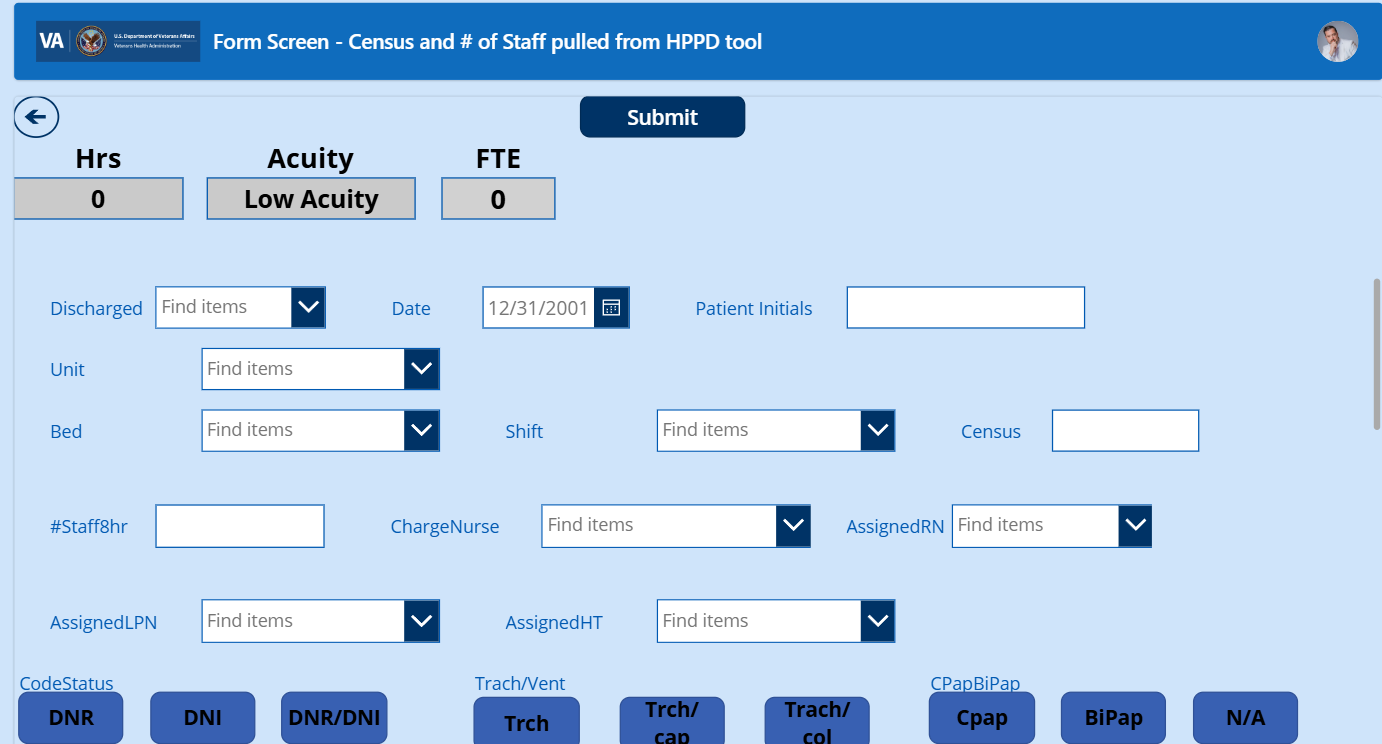 VA
U.S. Department of Veterans Affairs
Veterans Health Administration
Form Screen - Census and # of Staff pulled from HPPD tool
Submit
Hrs Acuity FTE
0 Low Acuity 0
Discharged Find items Date 12/31/2001 Patient Initials
Unit Find items
Bed Find items Shift Find items Census
#Staff8hr ChargeNurse Find items AssignedRN Find items
AssignedLPN Find items AssignedHT Find items
CodeStatus Trach/Vent CPapBiPap
DNR DNI DNR/DNI Trch Trch/ Trach/ Cpap BiPap N/A
cap col